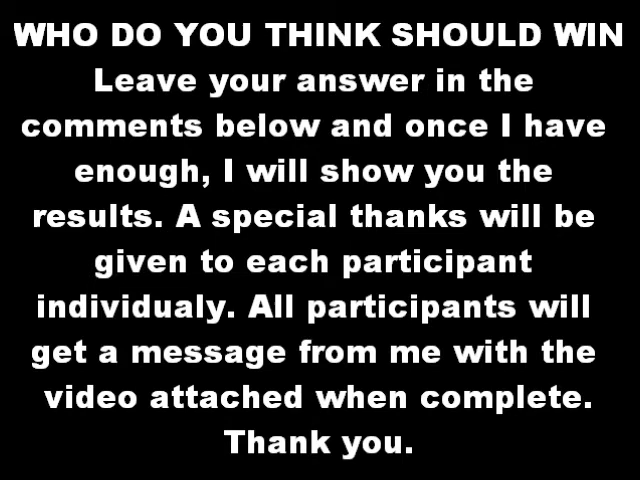 WHO DO YOU THINK SHOULD WIN
Leave your answer in the
comments below and once I have
enough, I will show you the
results. A special thanks will be
given to each participant
individualy. All participants will
get a message from me with the
video attached when complete.
Thank you.